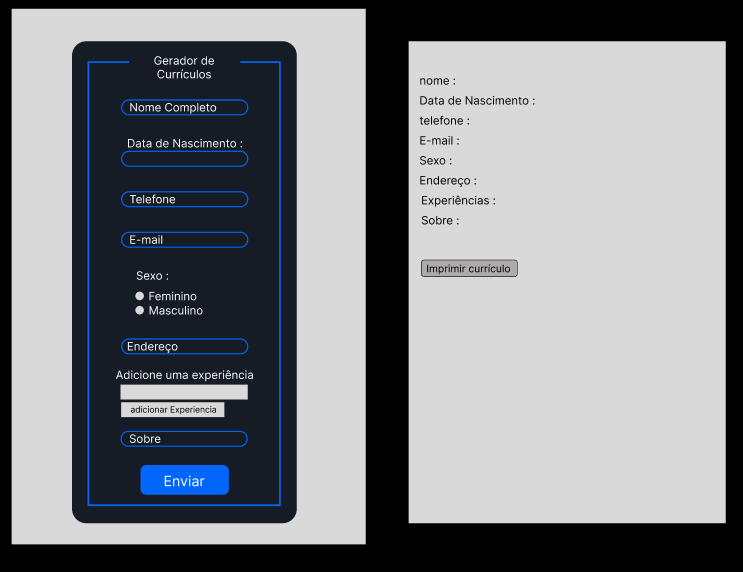 Gerador de
Currículos
Nome Completo
Data de Nascimento :
Telefone
E-mail
Sexo :
Feminino
Masculino
Endereço
Adicione uma experiência
adicionar Experiencia
Sobre
Enviar
nome :
Data de Nascimento :
telefone :
E-mail :
Sexo :
Endereço :
Experiências :
Sobre :
Imprimir currículo